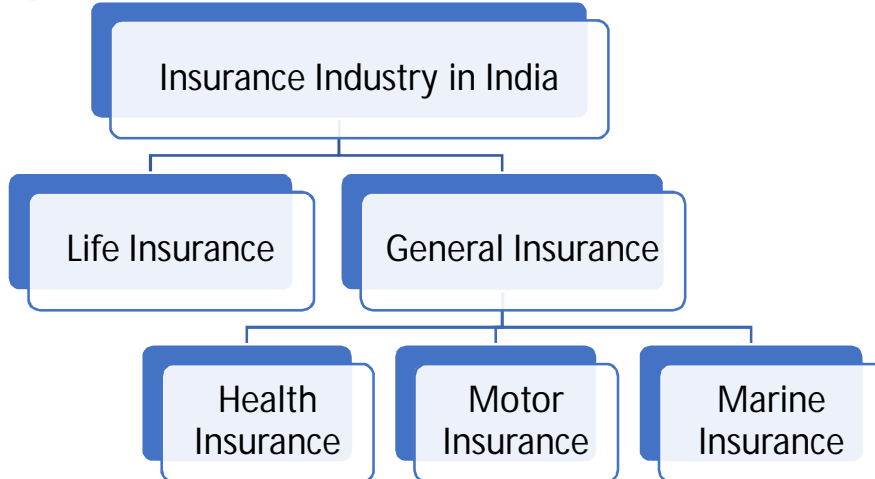 Insurance Industry in India
Life Insurance
General Insurance
Health
Insurance
Motor
Insurance
Marine
Insurance